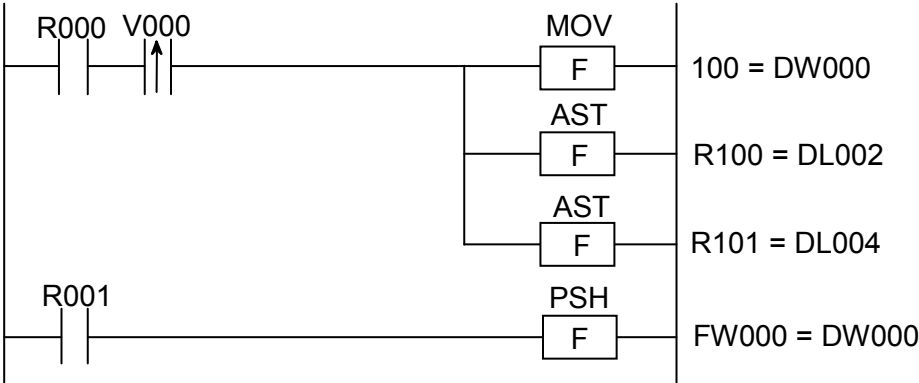 R000 V000 MOV
F 100 = DW000
AST
F R100 = DL002
AST
F R101 = DL004
R001 PSH
F FW000 = DW000